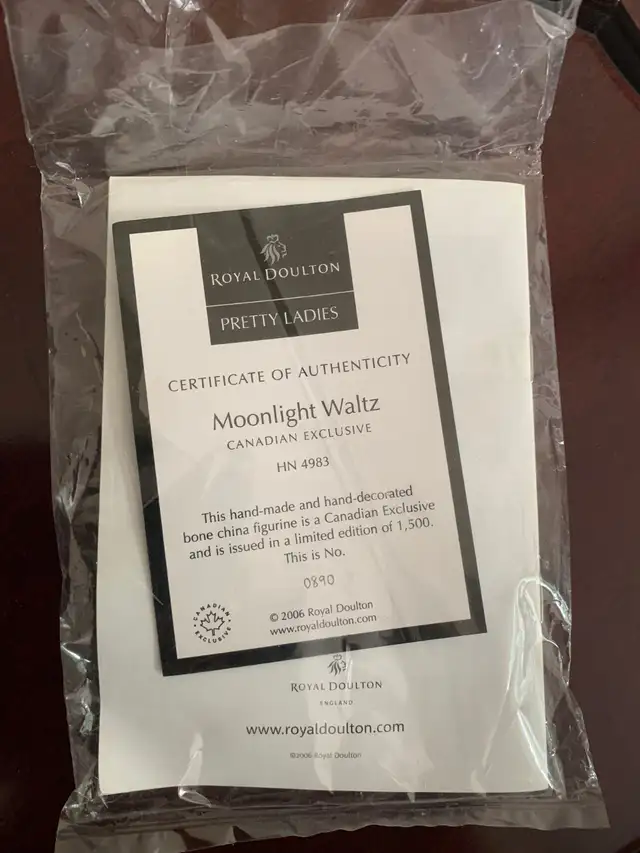 ROYAL DOULTON
PRETTY LADIES
CERTIFICATE OF AUTHENTICITY
Moonlight Waltz
CANADIAN EXCLUSIVE
HN 4983
This hand-made and hand-decorated
bone china figurine is a Canadian Exclusive
and is issued in a limited edition of 1,500.
This is No.
0890
CANADIAN
EXCLUSIVE
© 2006 Royal Doulton
www.royaldoulton.com
ROYAL DOULTON
ENGLAND
www.royaldoulton.com
©2006 Royal Doulton